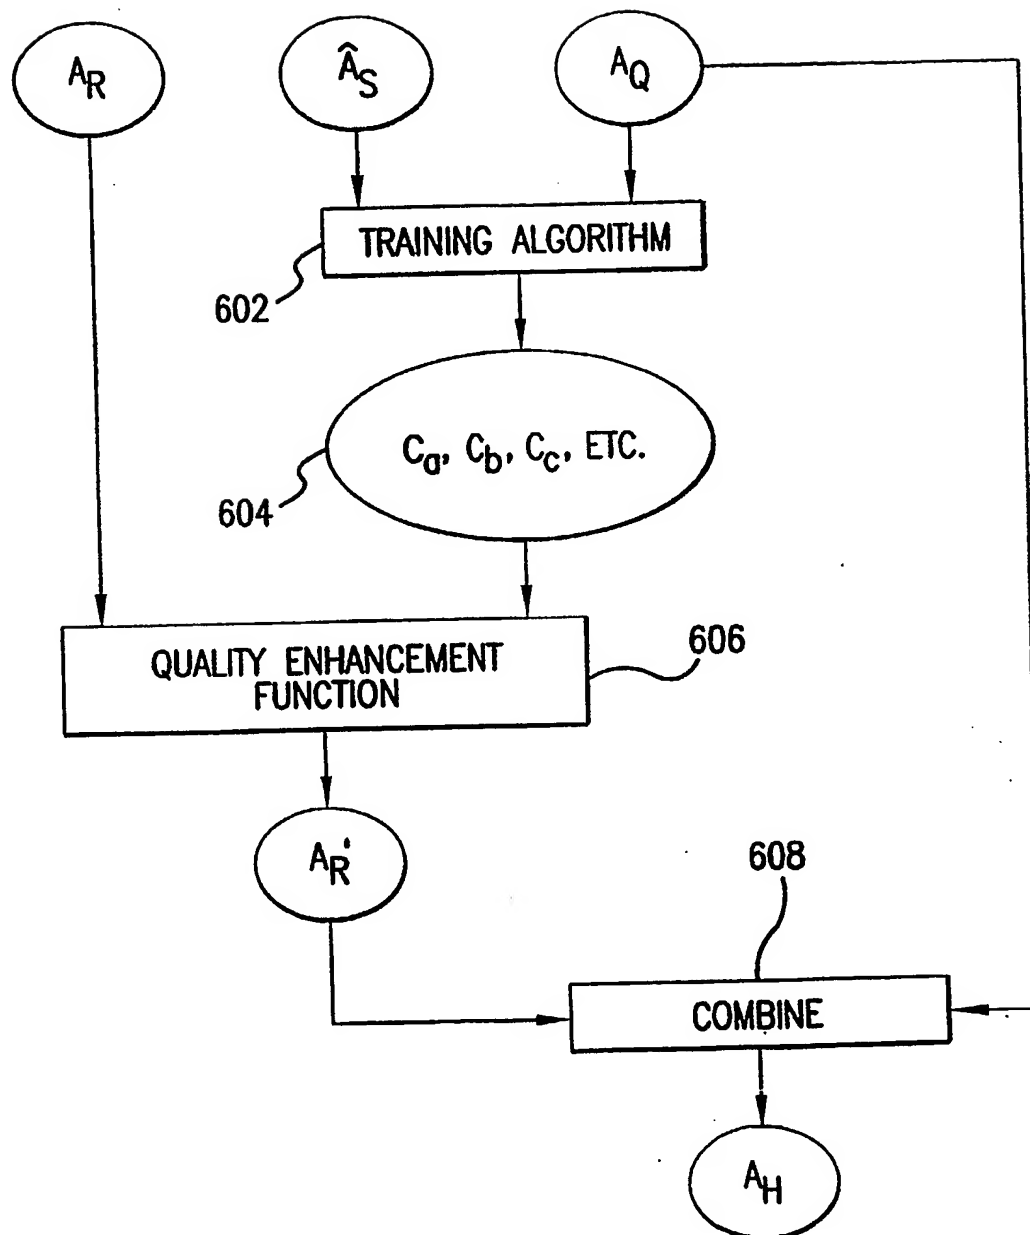 A_R
Â_S
A_Q
TRAINING ALGORITHM
602
C_a, C_b, C_c, ETC.
604
QUALITY ENHANCEMENT
FUNCTION
606
A_R'
608
COMBINE
A_H